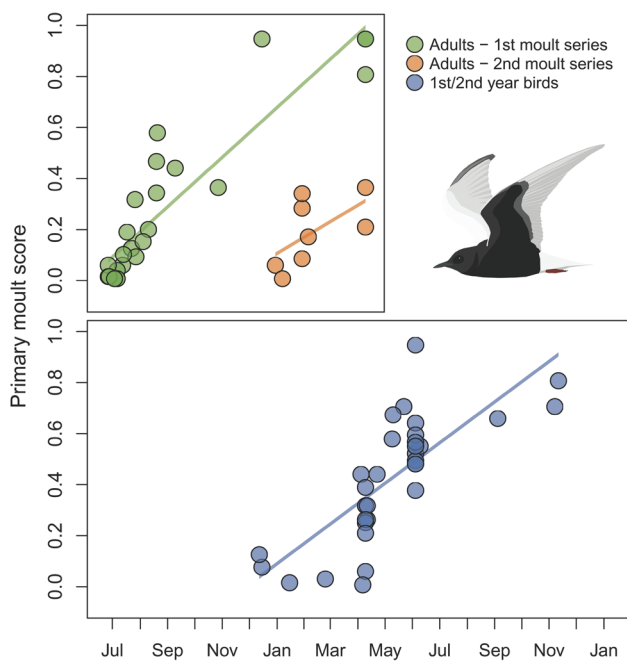 Primary moult score
1.0
0.8
0.6
0.4
0.2
0.0
Adults – 1st moult series
Adults – 2nd moult series
1st/2nd year birds
1.0
0.8
0.6
0.4
0.2
0.0
Jul Sep Nov Jan Mar May Jul Sep Nov Jan